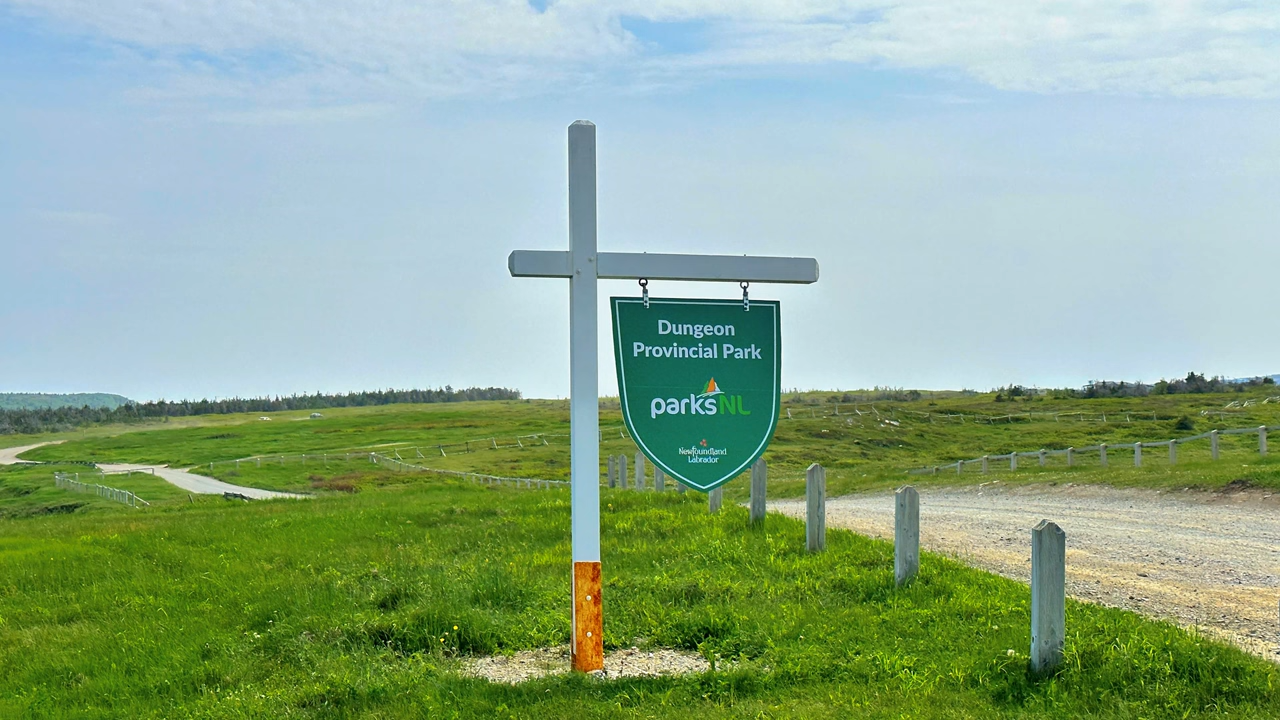 Dungeon
Provincial Park
parksNL
Newfoundland
Labrador